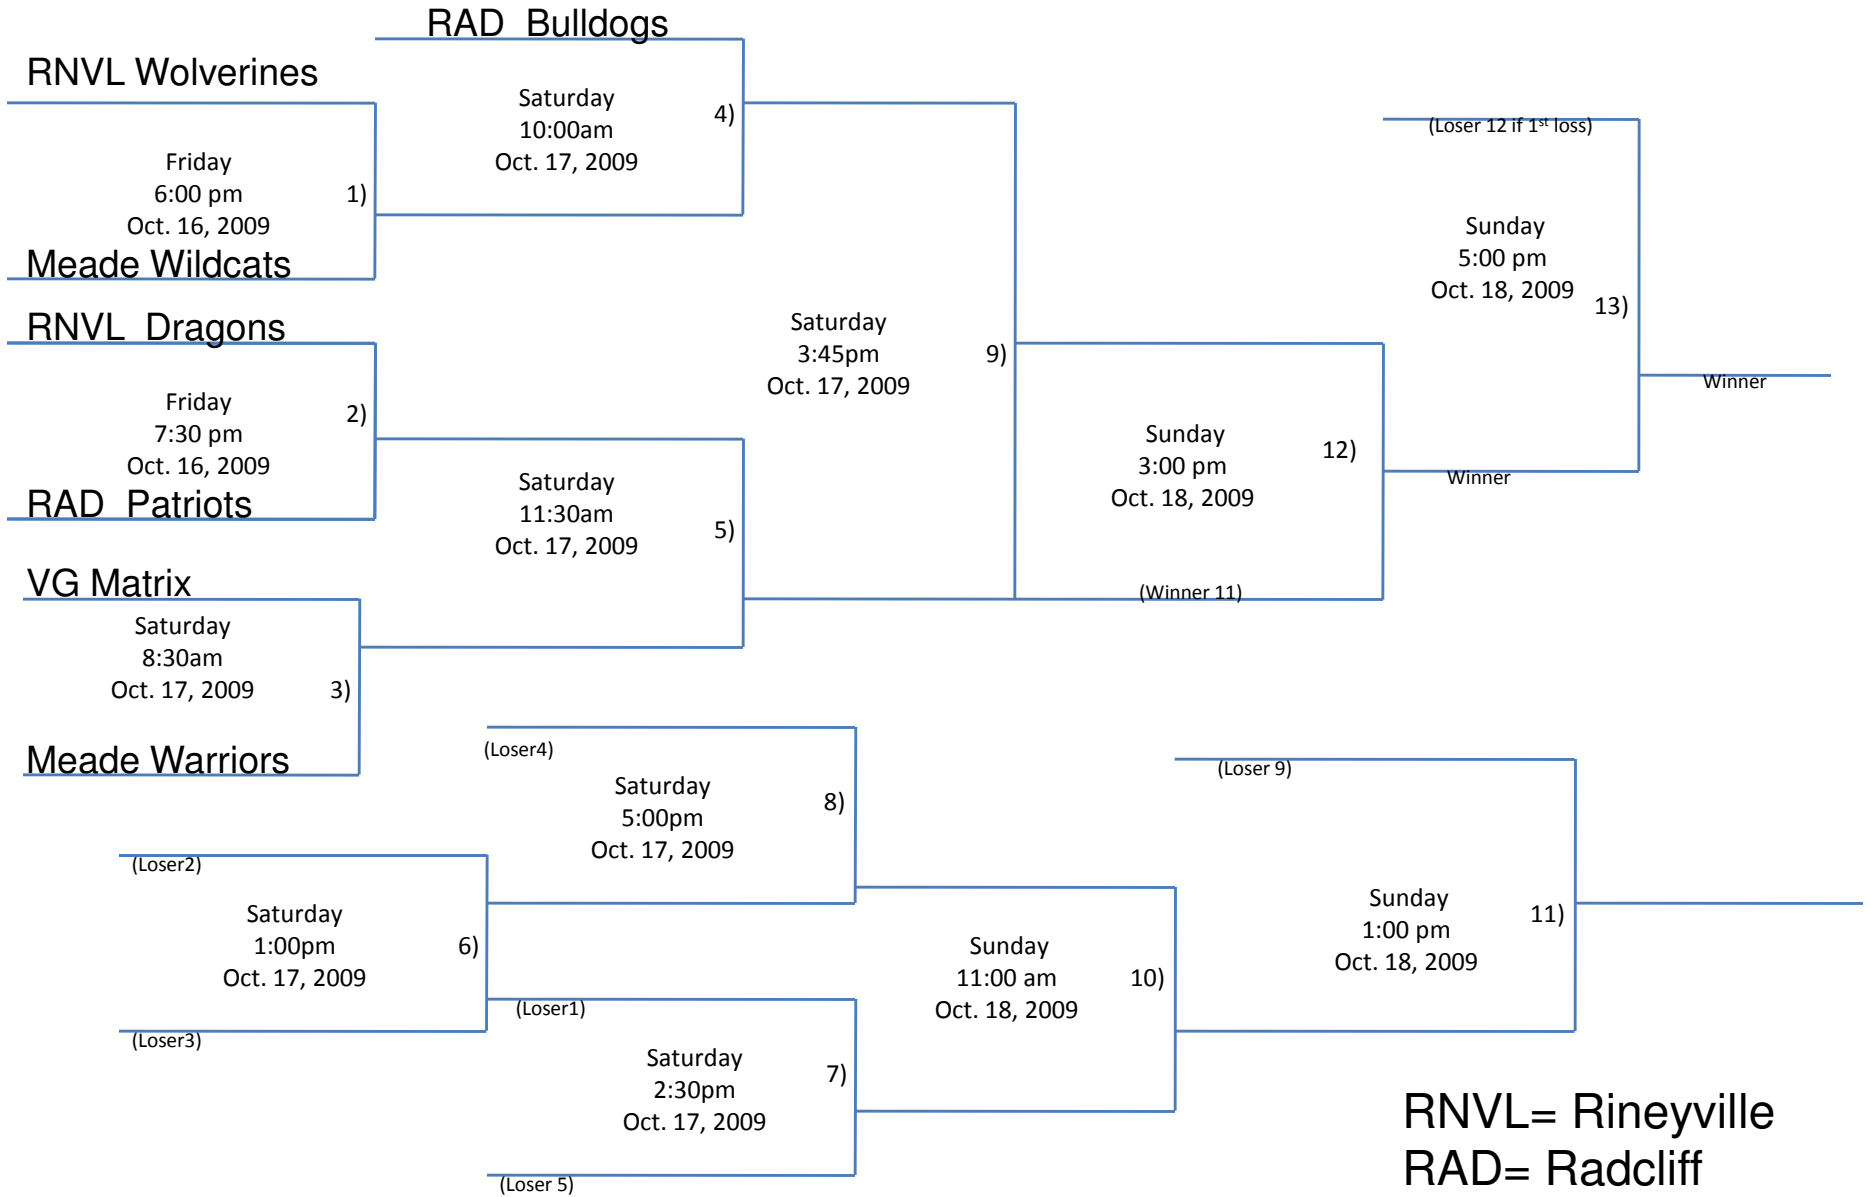 RAD  Bulldogs
RNVL Wolverines
Saturday
10:00am
Oct. 17, 2009
4)
(Loser 12 if 1st loss)
Friday
6:00 pm
Oct. 16, 2009
1)
Meade Wildcats
Sunday
5:00 pm
Oct. 18, 2009
13)
RNVL  Dragons
Saturday
3:45pm
Oct. 17, 2009
9)
Winner
Friday
7:30 pm
Oct. 16, 2009
2)
RAD  Patriots
Sunday
3:00 pm
Oct. 18, 2009
12)
Winner
Saturday
11:30am
Oct. 17, 2009
5)
VG Matrix
(Winner 11)
Saturday
8:30am
Oct. 17, 2009
3)
Meade Warriors
(Loser4)
(Loser 9)
Saturday
5:00pm
Oct. 17, 2009
8)
(Loser2)
Saturday
1:00pm
Oct. 17, 2009
6)
Sunday
1:00 pm
Oct. 18, 2009
11)
Sunday
11:00 am
Oct. 18, 2009
10)
(Loser1)
(Loser3)
Saturday
2:30pm
Oct. 17, 2009
7)
(Loser 5)
RNVL= Rineyville
RAD= Radcliff